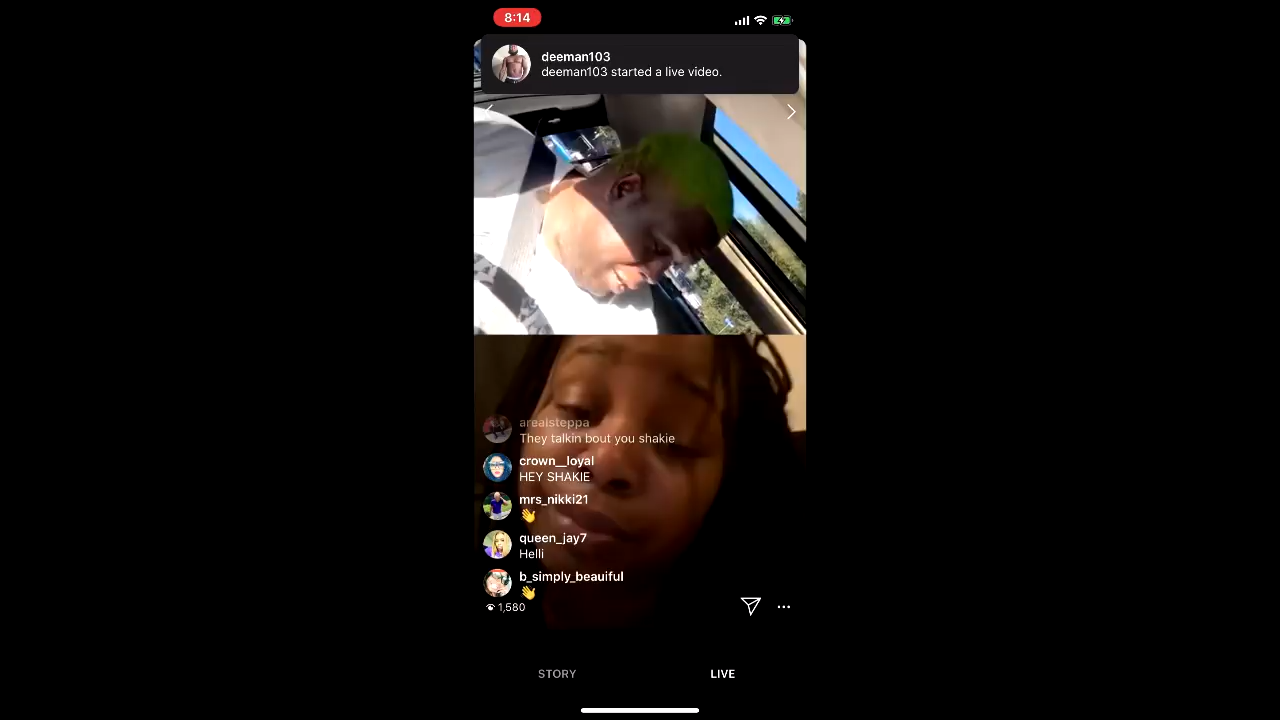 8:14
deeman103
deeman103 started a live video.
arealsteppa
They talkin bout you shakie
crown__loyal
HEY SHAKIE
mrs_nikki21
👋
queen_jay7
Helli
b_simply_beauiful
👋
1,580
STORY
LIVE